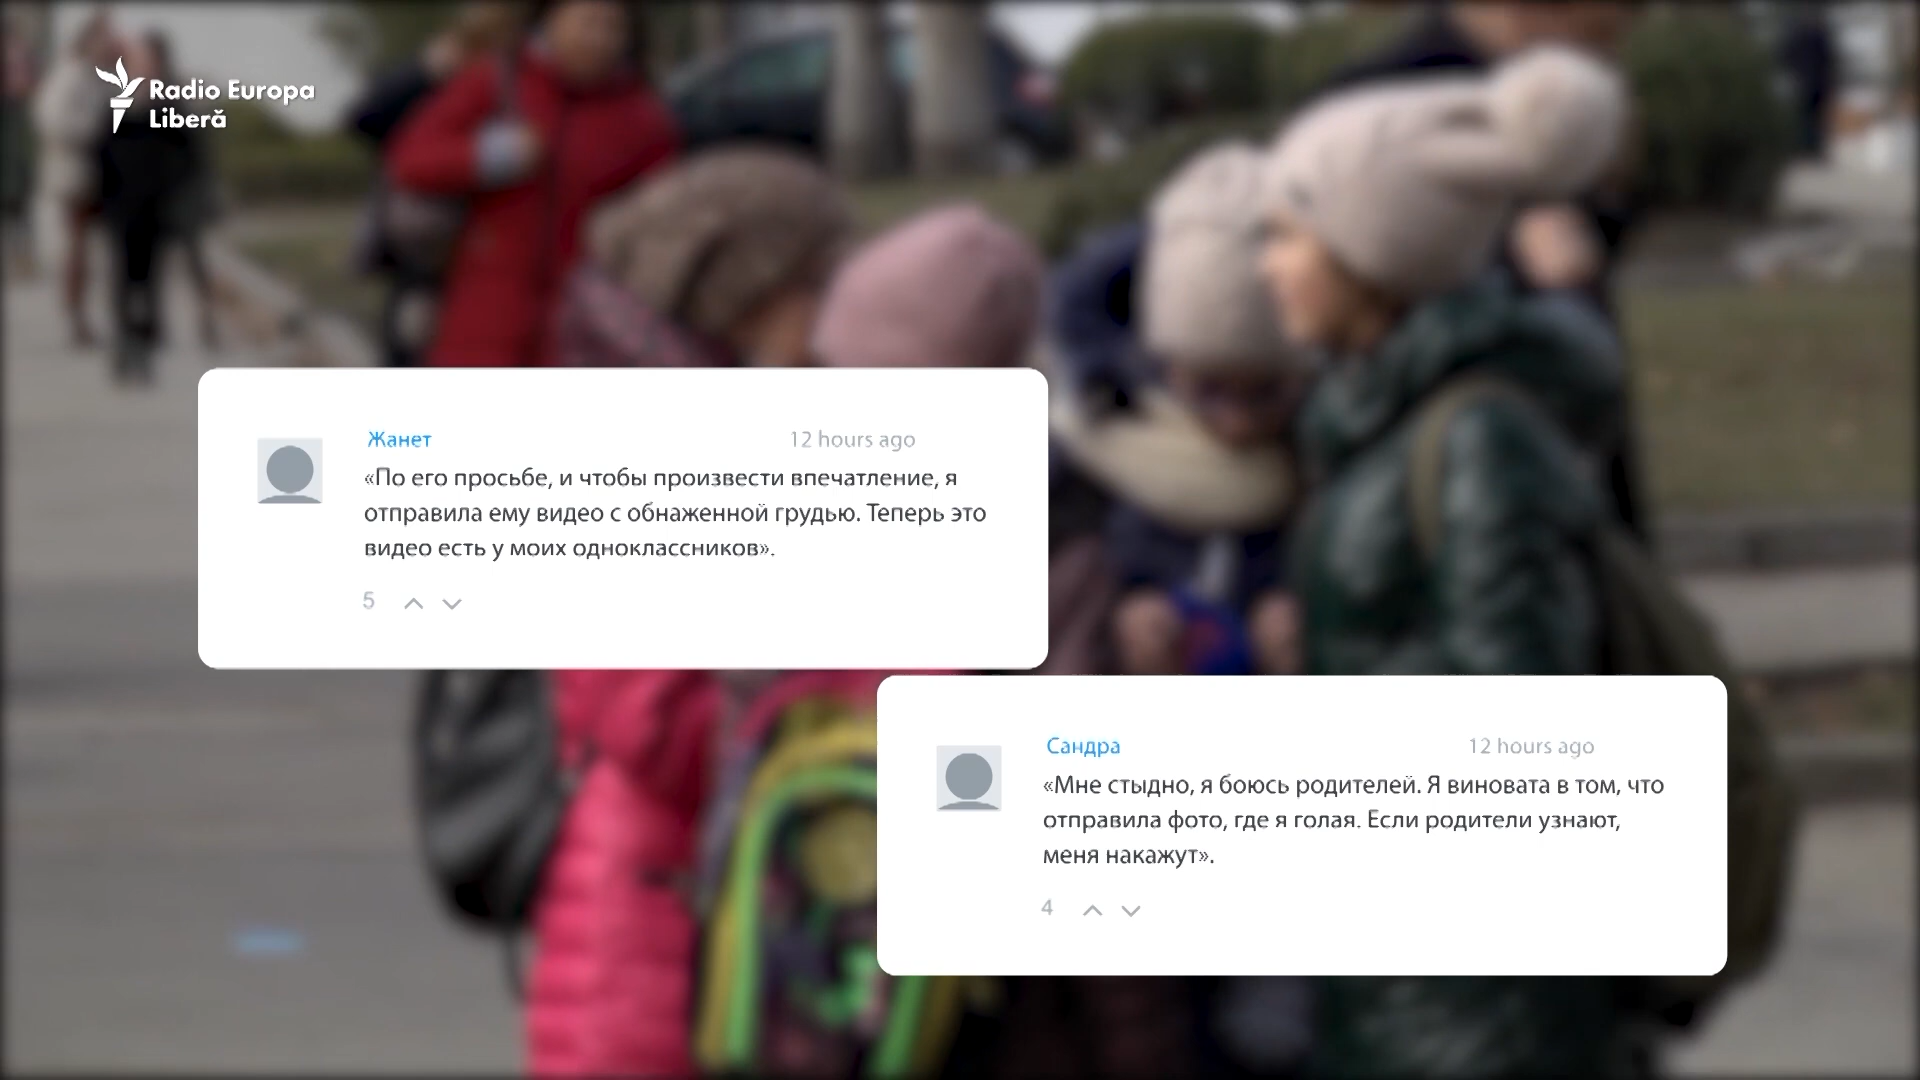 Radio Europa
Liberă
Жанет
12 hours ago
«По его просьбе, и чтобы произвести впечатление, я
отправила ему видео с обнаженной грудью. Теперь это
видео есть у моих одноклассников».
5
Сандра
12 hours ago
«Мне стыдно, я боюсь родителей. Я виновата в том, что
отправила фото, где я голая. Если родители узнают,
меня накажут».
4